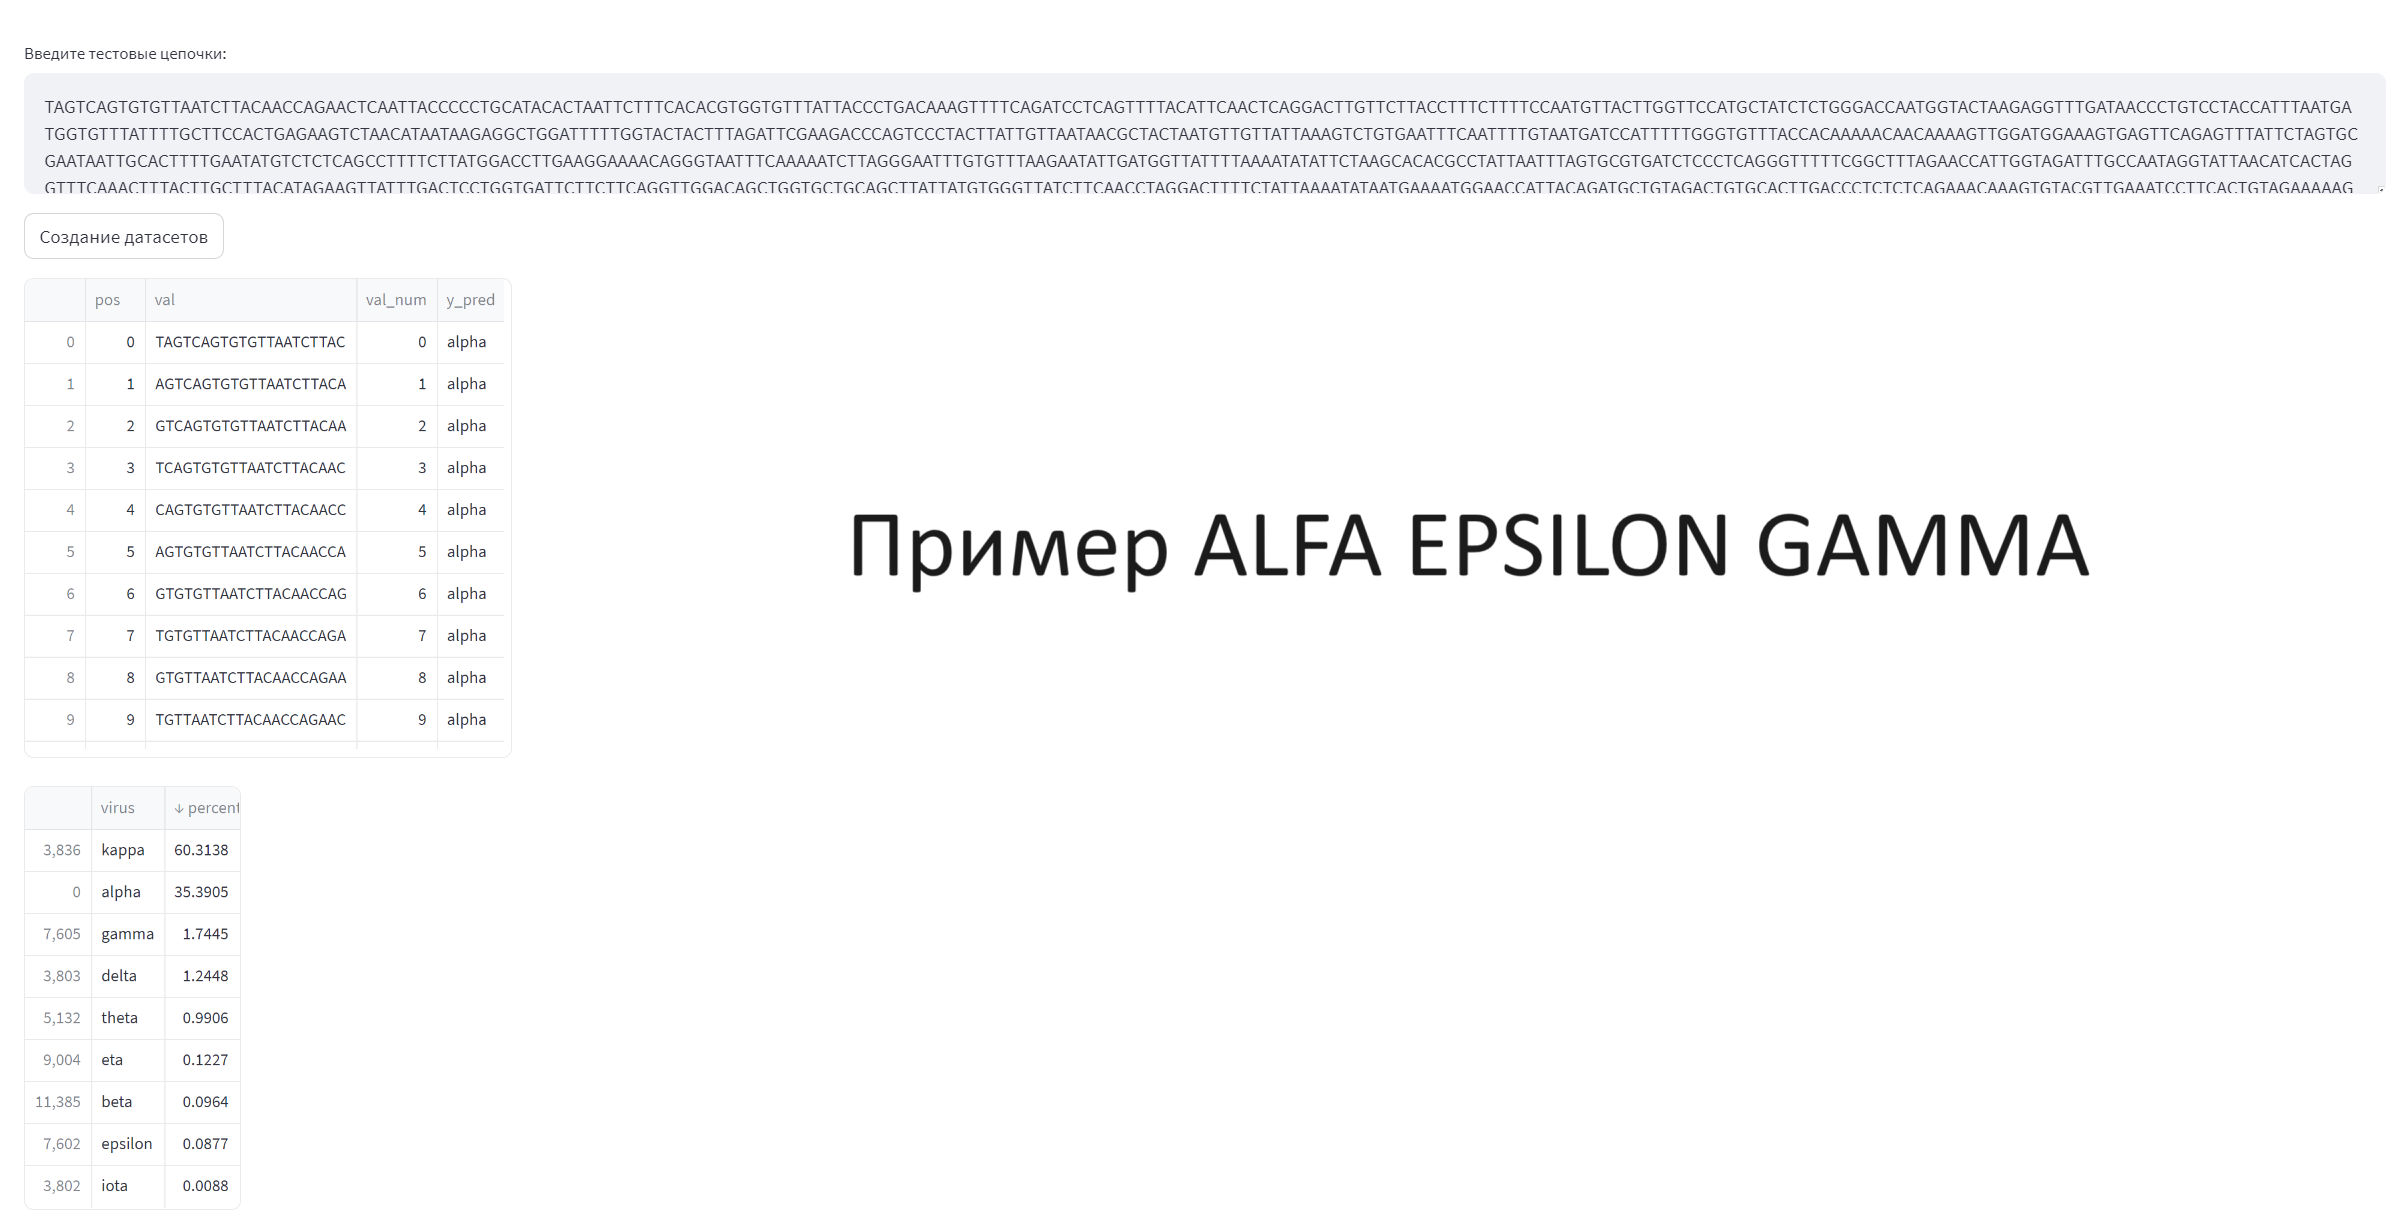 Введите тестовые цепочки:
TAGTCAGTGTGTTAATCTTACAACCAGAACTCAATTACCCCCTGCATACACTAATTCTTTCACACGTGGTGTTTATTACCCTGACAAAGTTTTCAGATCCTCAGTTTTACATTCAACTCAGGACTTGTTCTTACCTTTCTTTTCCAATGTTACTTGGTTCCATGCTATCTCTGGGACCAATGGTACTAAGAGGTTTGATAACCCTGTCCTACCATTTAATGA
TGGTGTTTATTTTGCTTCCACTGAGAAGTCTAACATAATAAGAGGCTGGATTTTTGGTACTACTTTAGATTCGAAGACCCAGTCCCTACTTATTGTTAATAACGCTACTAATGTTGTTATTAAAGTCTGTGAATTTCAATTTTGTAATGATCCATTTTTGGGTGTTTACCACAAAAACAACAAAAGTTGGATGGAAAGTGAGTTCAGAGTTTATTCTAGTGC
GAATAATTGCACTTTTGAATATGTCTCTCAGCCTTTTCTTATGGACCTTGAAGGAAAACAGGGTAATTTCAAAAATCTTAGGGAATTTGTGTTTAAGAATATTGATGGTTATTTTAAAATATATTCTAAGCACACGCCTATTAATTTAGTGCGTGATCTCCCTCAGGGTTTTTCGGCTTTAGAACCATTGGTAGATTTGCCAATAGGTATTAACATCACTAG
GTTTCAAACTTTACTTGCTTTACATAGAAGTTATTTGACTCCTGGTGATTCTTCTTCAGGTTGGACAGCTGGTGCTGCAGCTTATTATGTGGGTTATCTTCAACCTAGGACTTTTCTATTAAAATATAATGAAAATGGAACCATTACAGATGCTGTAGACTGTGCACTTGACCCTCTCTCAGAAACAAAGTGTACGTTGAAATCCTTCACTGTAGAAAAAG
Создание датасетов
pos val val_num y_pred
0 0 TAGTCAGTGTGTTAATCTTAC 0 alpha
1 1 AGTCAGTGTGTTAATCTTACA 1 alpha
2 2 GTCAGTGTGTTAATCTTACAA 2 alpha
3 3 TCAGTGTGTTAATCTTACAAC 3 alpha
4 4 CAGTGTGTTAATCTTACAACC 4 alpha
5 5 AGTGTGTTAATCTTACAACCA 5 alpha
6 6 GTGTGTTAATCTTACAACCAG 6 alpha
7 7 TGTGTTAATCTTACAACCAGA 7 alpha
8 8 GTGTTAATCTTACAACCAGAA 8 alpha
9 9 TGTTAATCTTACAACCAGAAC 9 alpha
Пример ALFA EPSILON GAMMA
virus ↓ percent
3,836 kappa 60.3138
0 alpha 35.3905
7,605 gamma 1.7445
3,803 delta 1.2448
5,132 theta 0.9906
9,004 eta 0.1227
11,385 beta 0.0964
7,602 epsilon 0.0877
3,802 iota 0.0088